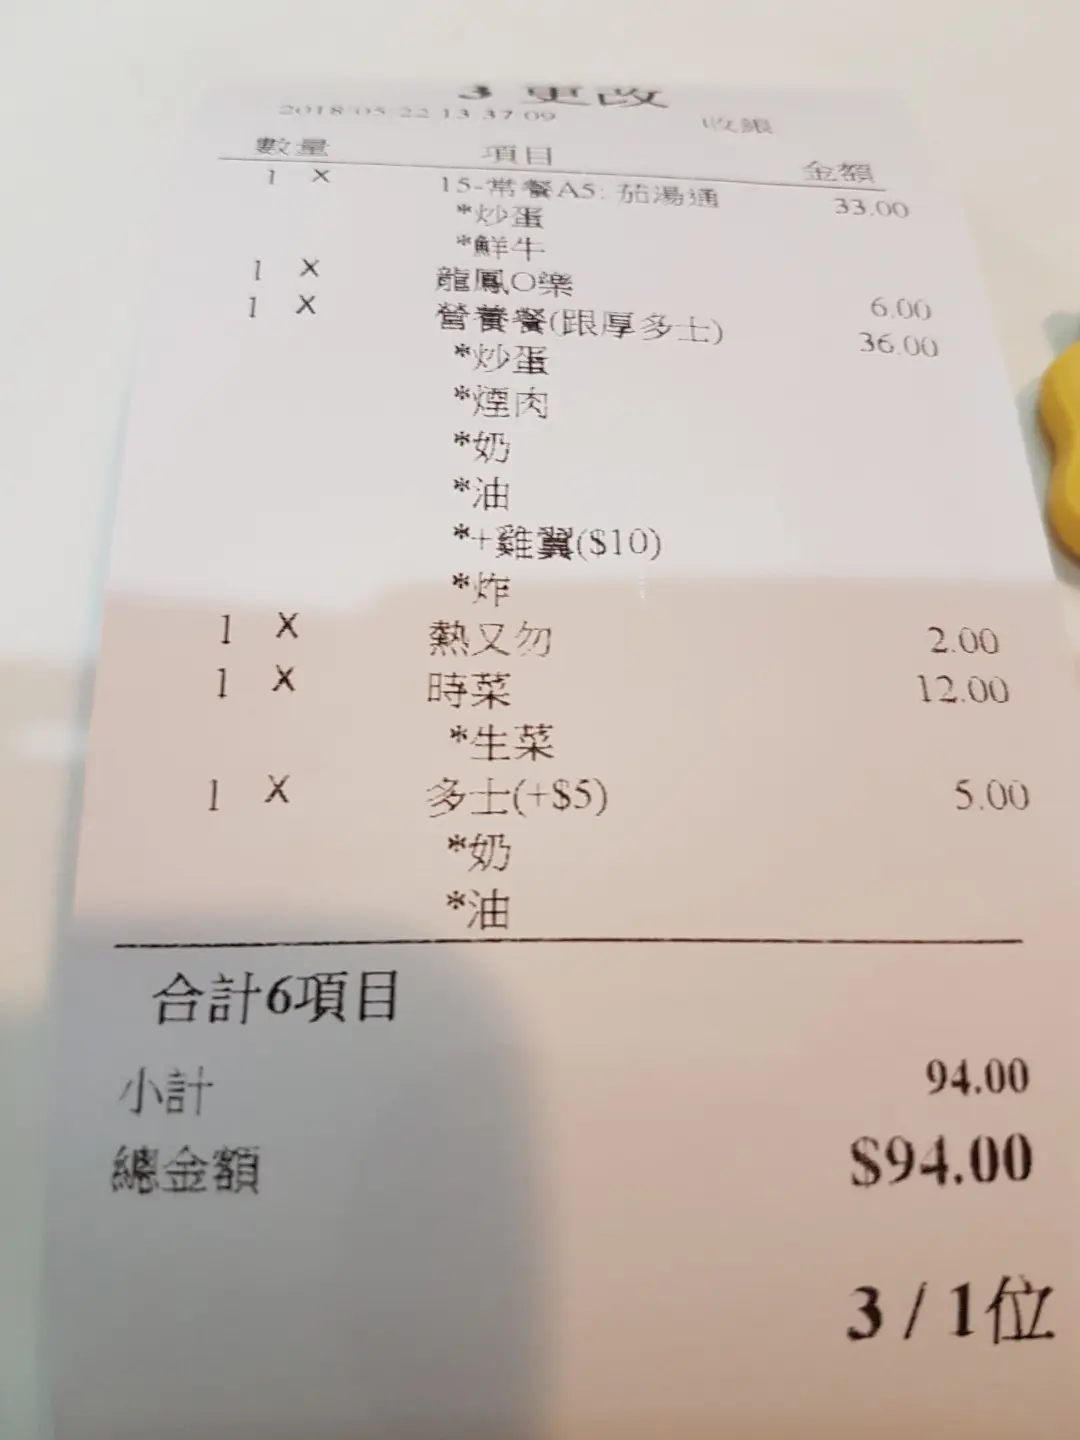 3 更改
2018/05/22 13:37:09 收銀
數量 項目 金額
1 X 15-常餐A5: 茄湯通 33.00
*炒蛋
*鮮牛
1 X 龍鳳O樂 6.00
1 X 營養餐(跟厚多士) 36.00
*炒蛋
*煙肉
*奶
*油
*+雞翼($10)
*炸
1 X 熱又勿 2.00
1 X 時菜 12.00
*生菜
1 X 多士(+$5) 5.00
*奶
*油
合計6項目
小計 94.00
總金額 $94.00
3 / 1位